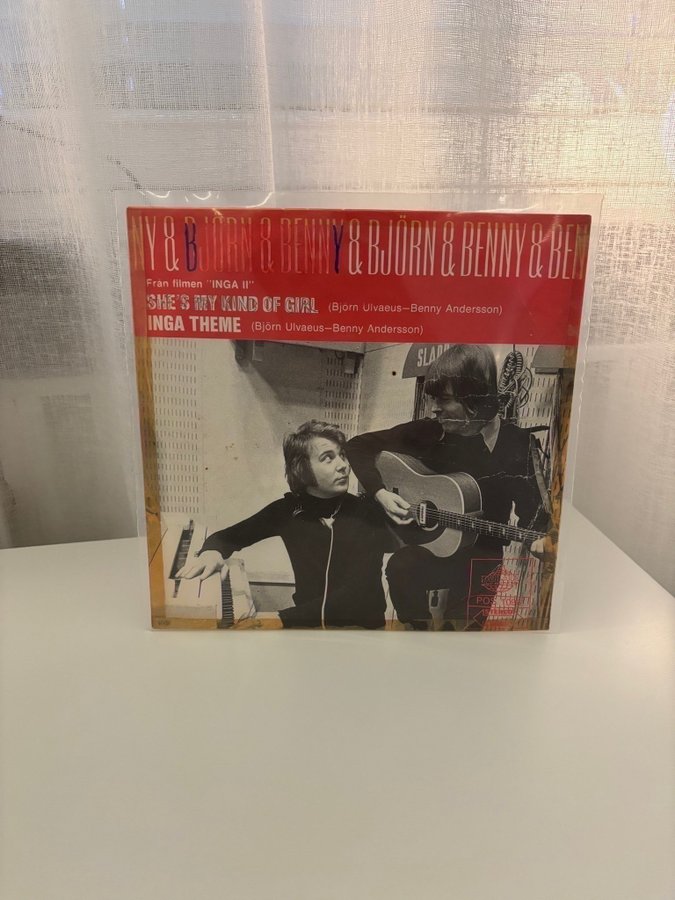 NY & BJÖRN & BENNY & BJÖRN & BENNY & BEN
Från filmen "INGA II"
SHE'S MY KIND OF GIRL (Björn Ulvaeus–Benny Andersson)
INGA THEME (Björn Ulvaeus–Benny Andersson)
POS